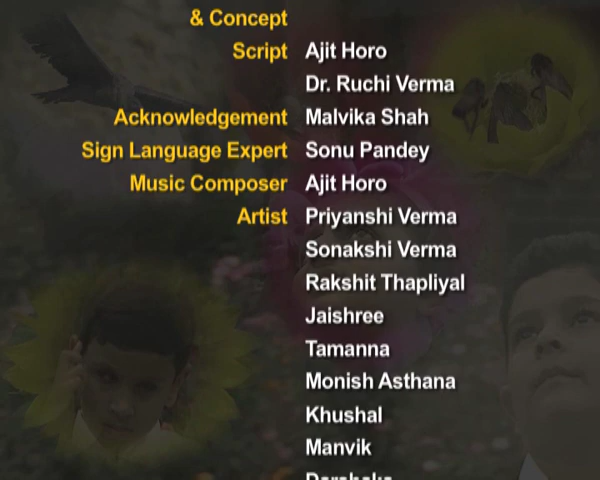 & Concept
Script Ajit Horo
Dr. Ruchi Verma
Acknowledgement Malvika Shah
Sign Language Expert Sonu Pandey
Music Composer Ajit Horo
Artist Priyanshi Verma
Sonakshi Verma
Rakshit Thapliyal
Jaishree
Tamanna
Monish Asthana
Khushal
Manvik